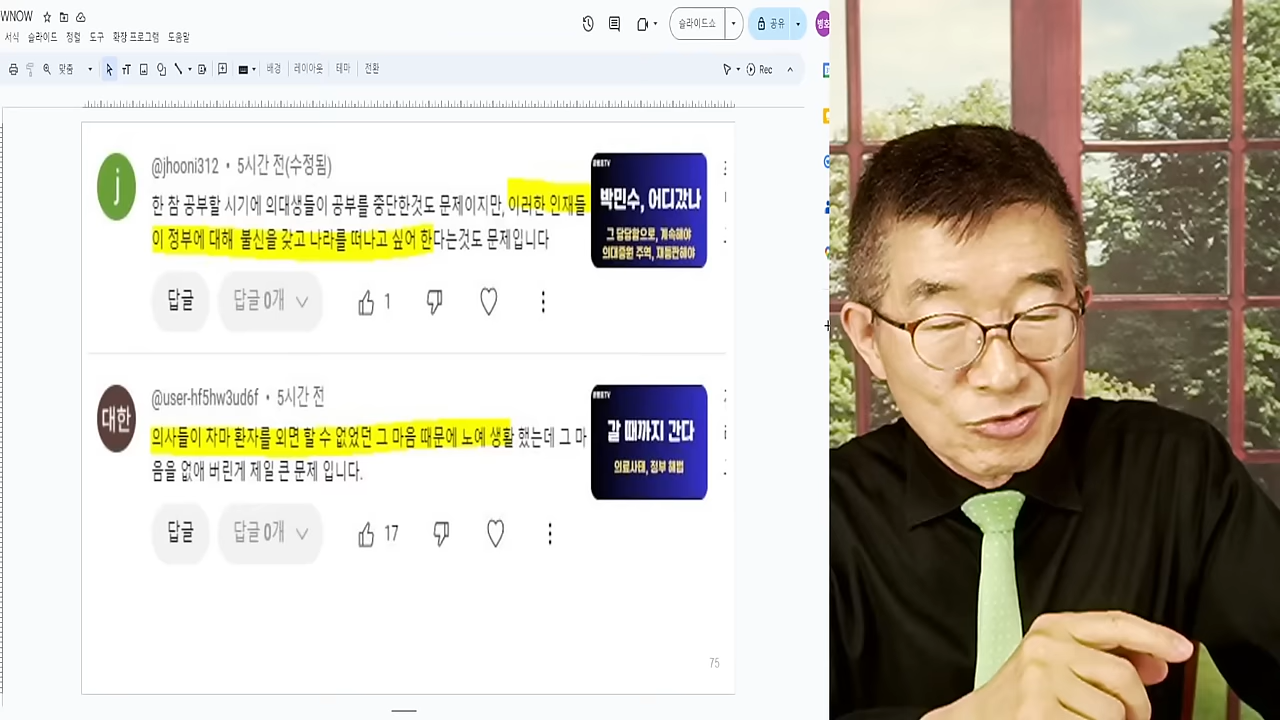 WNOW
서식 슬라이드 정렬 도구 확장 프로그램 도움말
슬라이드쇼
공유
맞춤
배경 레이아웃 테마 전환
Rec
j
@jhooni312 • 5시간 전(수정됨)
한 참 공부할 시기에 의대생들이 공부를 중단한것도 문제이지만, 이러한 인재들
이 정부에 대해 불신을 갖고 나라를 떠나고 싶어 한다는것도 문제입니다
답글 답글 0개 1
박민수, 어디갔나
그 담당함으로, 계속해야
의대증원 주역, 재등판해야
대한
@user-hf5hw3ud6f • 5시간 전
의사들이 차마 환자를 외면 할 수 없었던 그 마음 때문에 노예 생활 했는데 그 마
음을 없애 버린게 제일 큰 문제 입니다.
답글 답글 0개 17
갈 때까지 간다
의료사태, 정부 해법
75